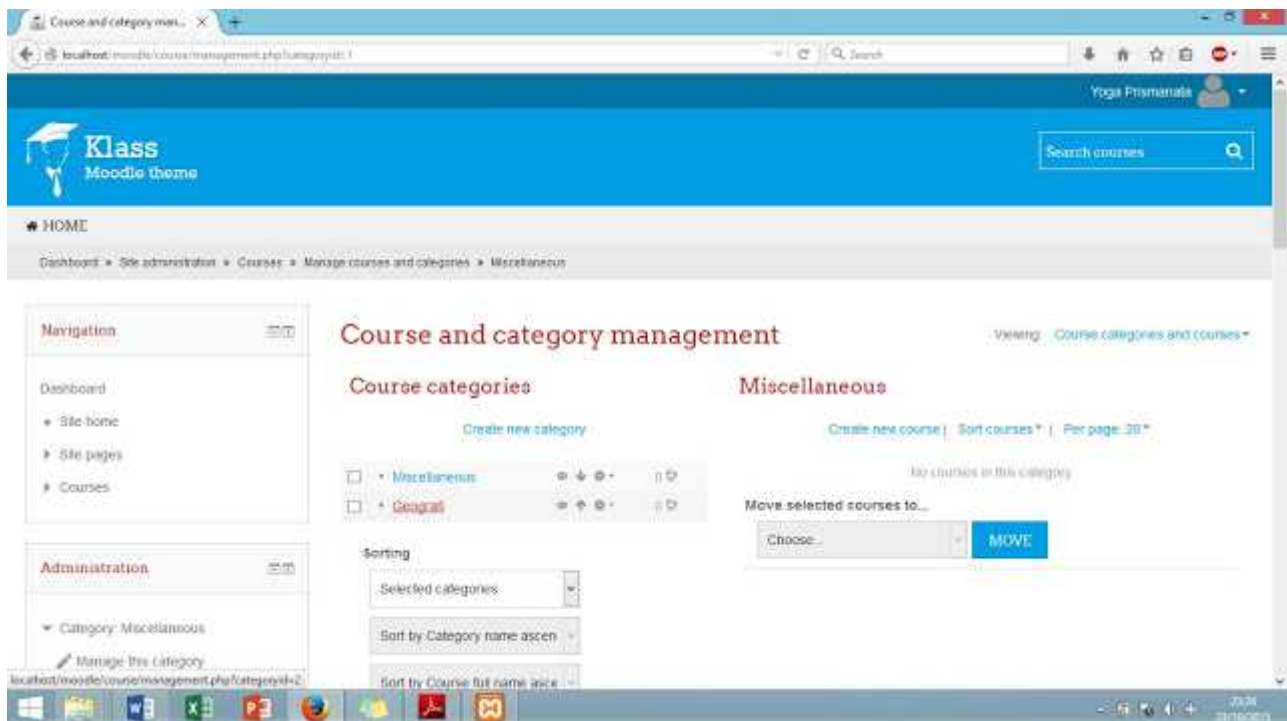 Course and category man...
localhost/moodle/course/management.php?categoryid=1
Search
Yoga Prismanata
Klass
Moodle theme
Search courses
HOME
Dashboard » Site administration » Courses » Manage courses and categories » Miscellaneous
Navigation
Course and category management
Viewing: Course categories and courses
Dashboard
Course categories
Miscellaneous
Site home
Create new category
Create new course | Sort courses | Per page: 20
Site pages
Miscellaneous
No courses in this category
Courses
Geografi
Move selected courses to...
Choose...
MOVE
Sorting
Administration
Selected categories
Category: Miscellaneous
Sort by Category name ascen
Manage this category
localhost/moodle/course/management.php?categoryid=2
Sort by Course full name asce